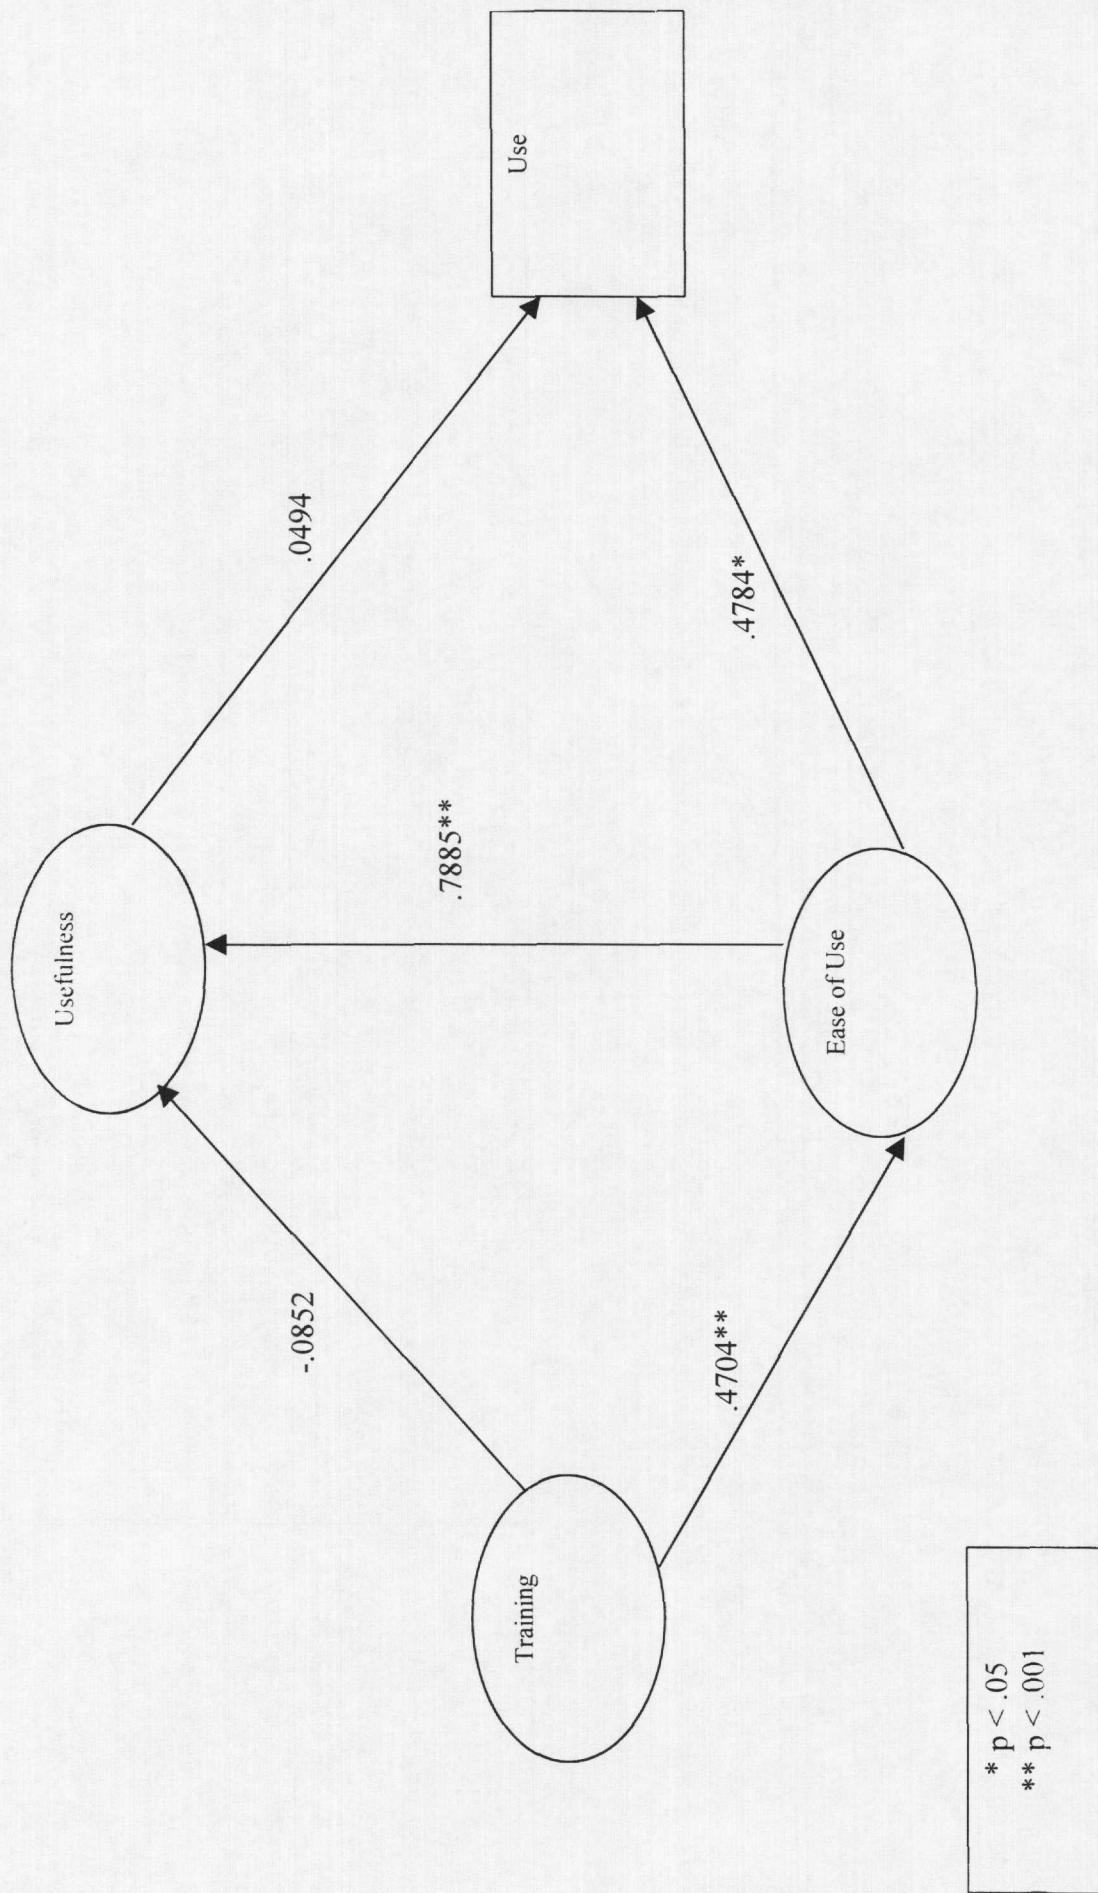 Usefulness
-.0852
.0494
.7885**
Training
Use
.4704**
.4784*
Ease of Use
* p < .05
** p < .001